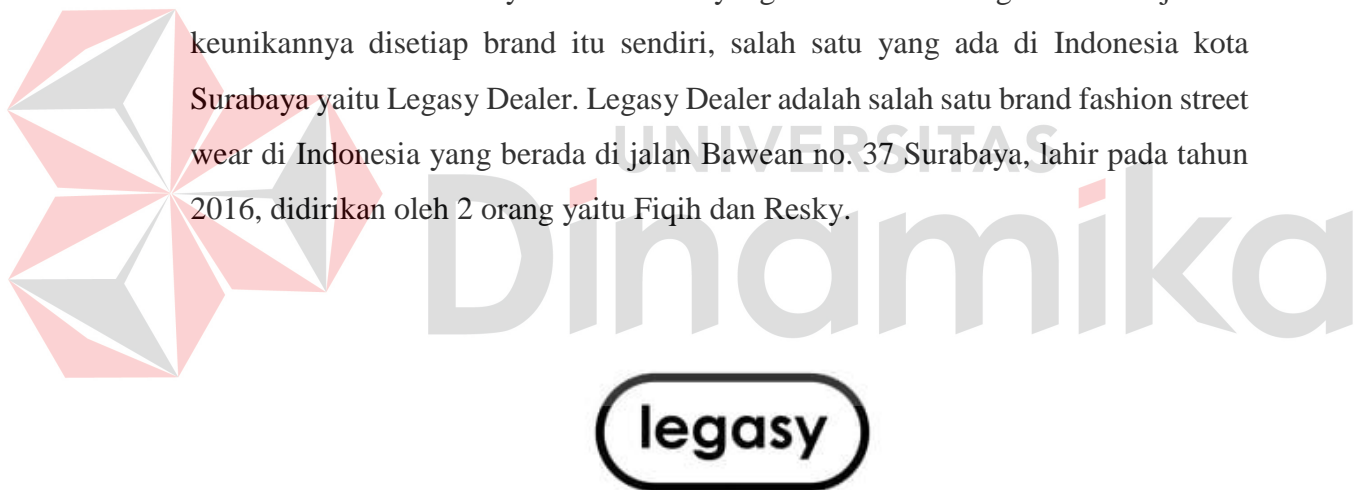 keunikannya disetiap brand itu sendiri, salah satu yang ada di Indonesia kota
Surabaya yaitu Legasy Dealer. Legasy Dealer adalah salah satu brand fashion street
wear di Indonesia yang berada di jalan Bawean no. 37 Surabaya, lahir pada tahun
2016, didirikan oleh 2 orang yaitu Fiqih dan Resky.
UNIVERSITAS
Dinamika
legasy